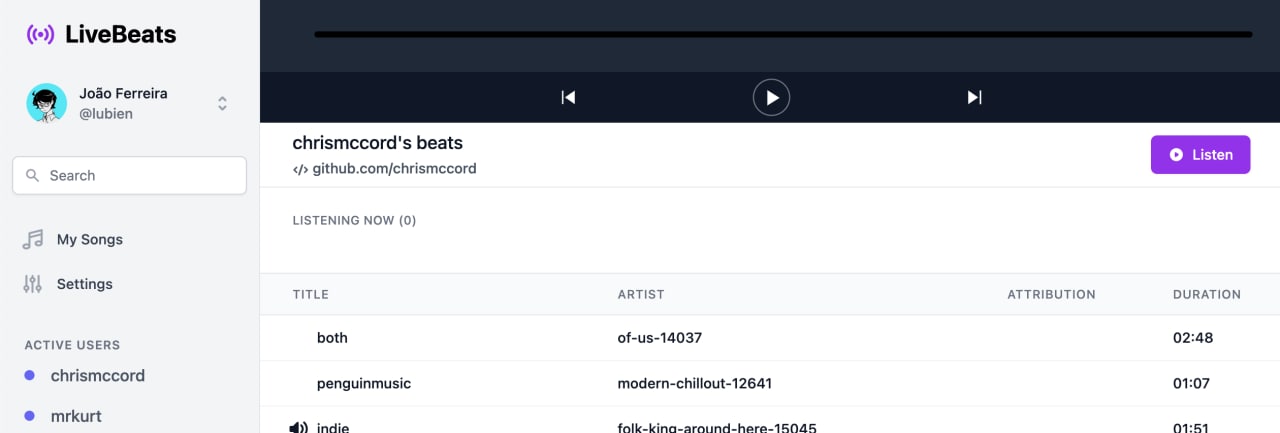 LiveBeats
João Ferreira
@lubien
Search
My Songs
Settings
ACTIVE USERS
chrismccord
mrkurt
chrismccord's beats
</> github.com/chrismccord
Listen
LISTENING NOW (0)
TITLE ARTIST ATTRIBUTION DURATION
both of-us-14037 02:48
penguinmusic modern-chillout-12641 01:07
indie folk-king-around-here-15045 01:51